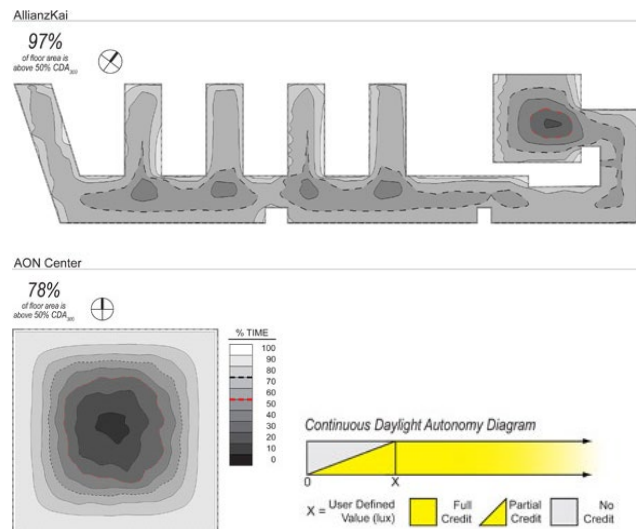 AllianzKai
97%
of floor area is
above 50% CDA300
AON Center
78%
of floor area is
above 50% CDA300
% TIME
100
90
80
70
60
50
40
30
20
10
0
Continuous Daylight Autonomy Diagram
0
X
X = User Defined Value (lux)
Full Credit
Partial Credit
No Credit